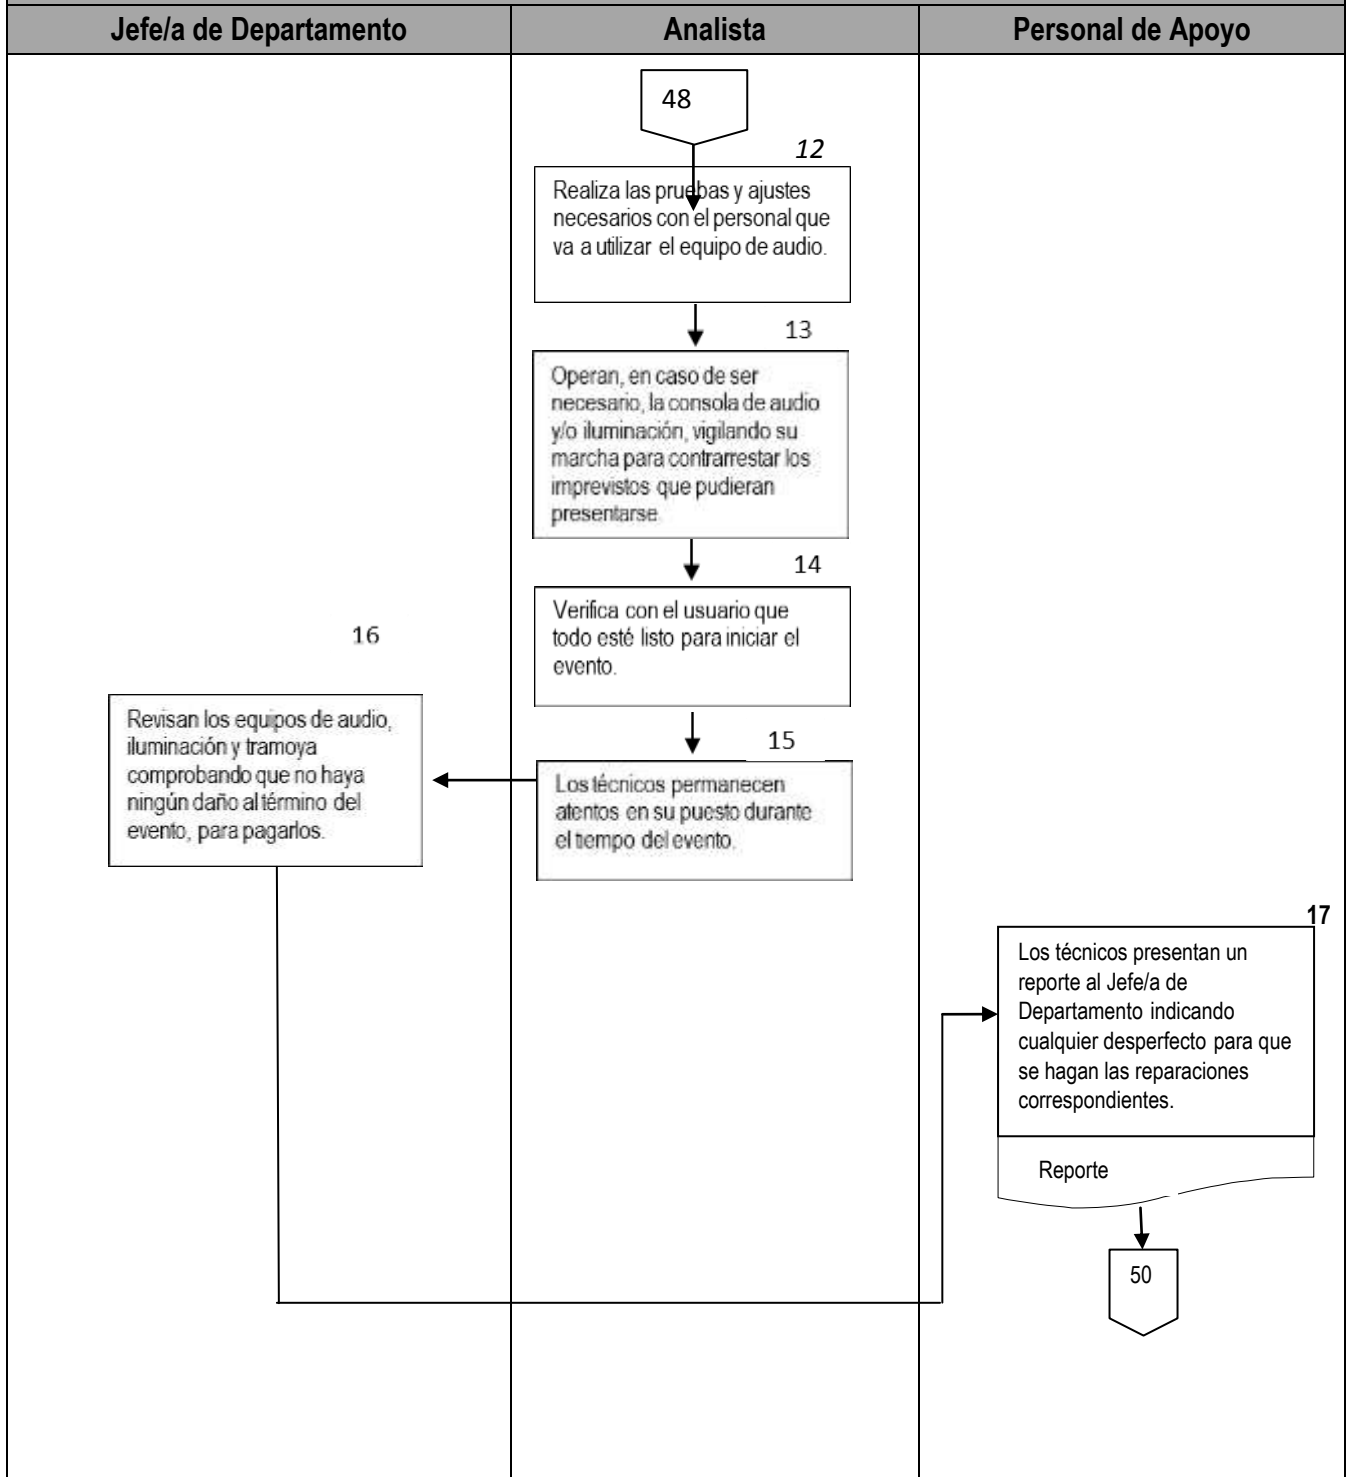 Jefe/a de Departamento
Analista
Personal de Apoyo
48
12
Realiza las pruebas y ajustes
necesarios con el personal que
va a utilizar el equipo de audio.
13
Operan, en caso de ser
necesario, la consola de audio
y/o iluminación, vigilando su
marcha para contrarrestar los
imprevistos que pudieran
presentarse.
14
Verifica con el usuario que
todo esté listo para iniciar el
evento.
15
Los técnicos permanecen
atentos en su puesto durante
el tiempo del evento.
16
Revisan los equipos de audio,
iluminación y tramoya
comprobando que no haya
ningún daño al término del
evento, para pagarlos.
17
Los técnicos presentan un
reporte al Jefe/a de
Departamento indicando
cualquier desperfecto para que
se hagan las reparaciones
correspondientes.
Reporte
50